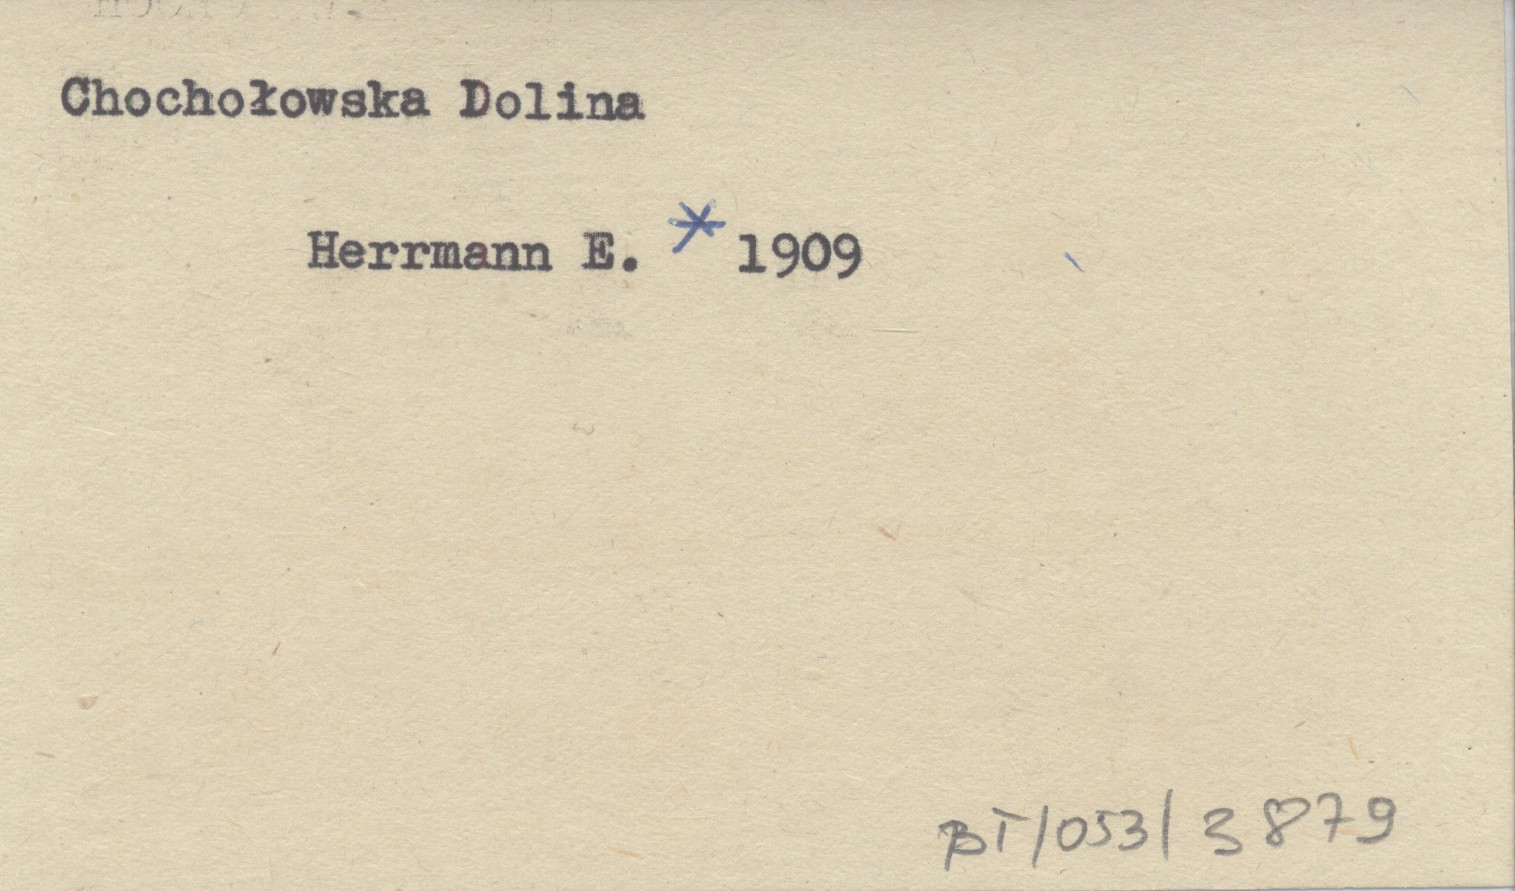 Chochołowska Dolina
Herrmann E. * 1909
BT/053/3879